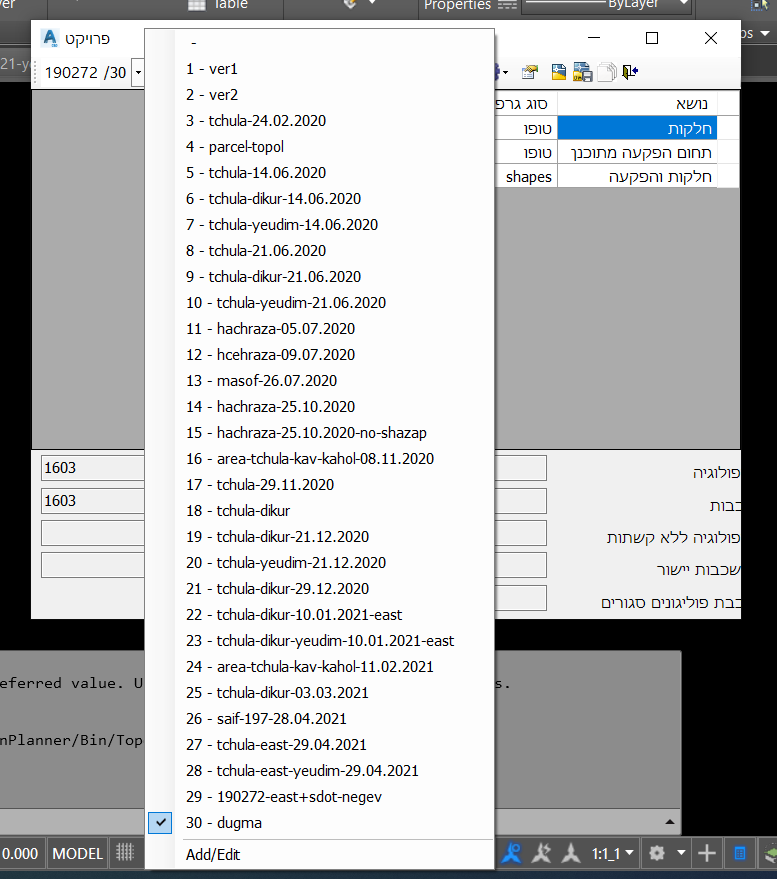 Table
Properties
ByLayer
פרויקט
190272 /30
-
1 - ver1
2 - ver2
3 - tchula-24.02.2020
4 - parcel-topol
5 - tchula-14.06.2020
6 - tchula-dikur-14.06.2020
7 - tchula-yeudim-14.06.2020
8 - tchula-21.06.2020
9 - tchula-dikur-21.06.2020
10 - tchula-yeudim-21.06.2020
11 - hachraza-05.07.2020
12 - hcehraza-09.07.2020
13 - masof-26.07.2020
14 - hachraza-25.10.2020
15 - hachraza-25.10.2020-no-shazap
16 - area-tchula-kav-kahol-08.11.2020
17 - tchula-29.11.2020
18 - tchula-dikur
19 - tchula-dikur-21.12.2020
20 - tchula-yeudim-21.12.2020
21 - tchula-dikur-29.12.2020
22 - tchula-dikur-10.01.2021-east
23 - tchula-dikur-yeudim-10.01.2021-east
24 - area-tchula-kav-kahol-11.02.2021
25 - tchula-dikur-03.03.2021
26 - saif-197-28.04.2021
27 - tchula-east-29.04.2021
28 - tchula-east-yeudim-29.04.2021
29 - 190272-east+sdot-negev
30 - dugma
Add/Edit
נושא סוג גרפ
חלקות טופו
תחום הפקעה מתוכנך טופו
חלקות והפקעה shapes
פולוגיה 1603
כבות 1603
פולוגיה ללא קשתות
שכבות יישור
כבת פוליגונים סגורים
eferred value. U s.
nPlanner/Bin/Top
0.000 MODEL 1:1_1